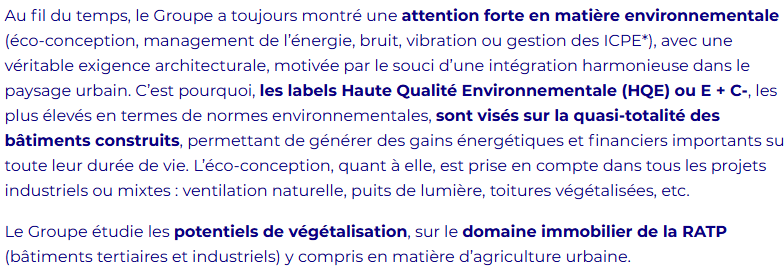 Au fil du temps, le Groupe a toujours montré une attention forte en matière environnementale
(éco-conception, management de l’énergie, bruit, vibration ou gestion des ICPE*), avec une
véritable exigence architecturale, motivée par le souci d’une intégration harmonieuse dans le
paysage urbain. C’est pourquoi, les labels Haute Qualité Environnementale (HQE) ou E + C-, les
plus élevés en termes de normes environnementales, sont visés sur la quasi-totalité des
bâtiments construits, permettant de générer des gains énergétiques et financiers importants su
toute leur durée de vie. L’éco-conception, quant à elle, est prise en compte dans tous les projets
industriels ou mixtes : ventilation naturelle, puits de lumière, toitures végétalisées, etc.
Le Groupe étudie les potentiels de végétalisation, sur le domaine immobilier de la RATP
(bâtiments tertiaires et industriels) y compris en matière d’agriculture urbaine.